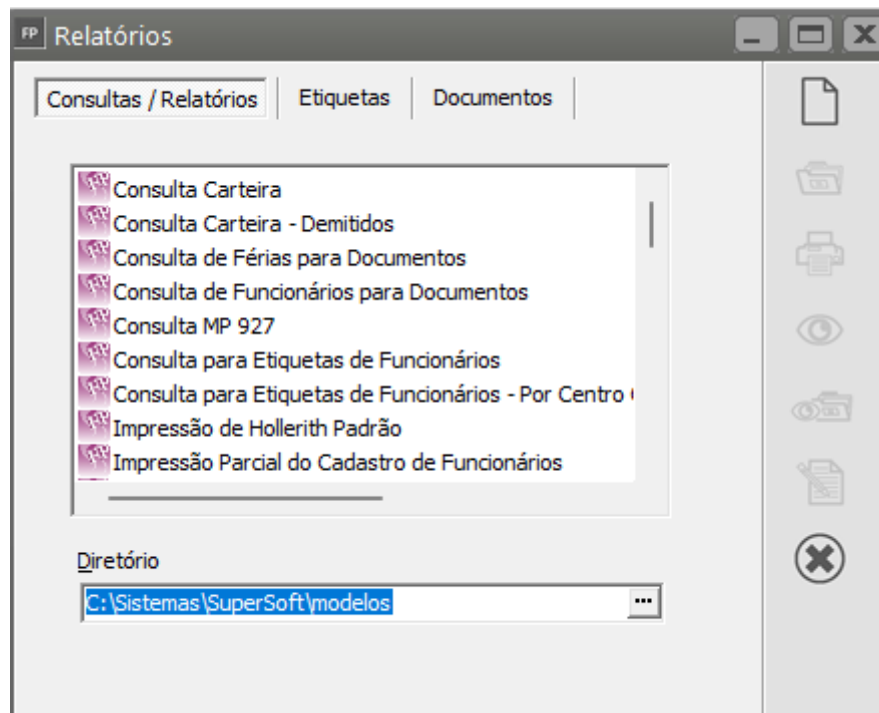 FP Relatórios
Consultas / Relatórios Etiquetas Documentos
Consulta Carteira
Consulta Carteira - Demitidos
Consulta de Férias para Documentos
Consulta de Funcionários para Documentos
Consulta MP 927
Consulta para Etiquetas de Funcionários
Consulta para Etiquetas de Funcionários - Por Centro
Impressão de Hollerith Padrão
Impressão Parcial do Cadastro de Funcionários
Diretório
C:\Sistemas\SuperSoft\modelos ...